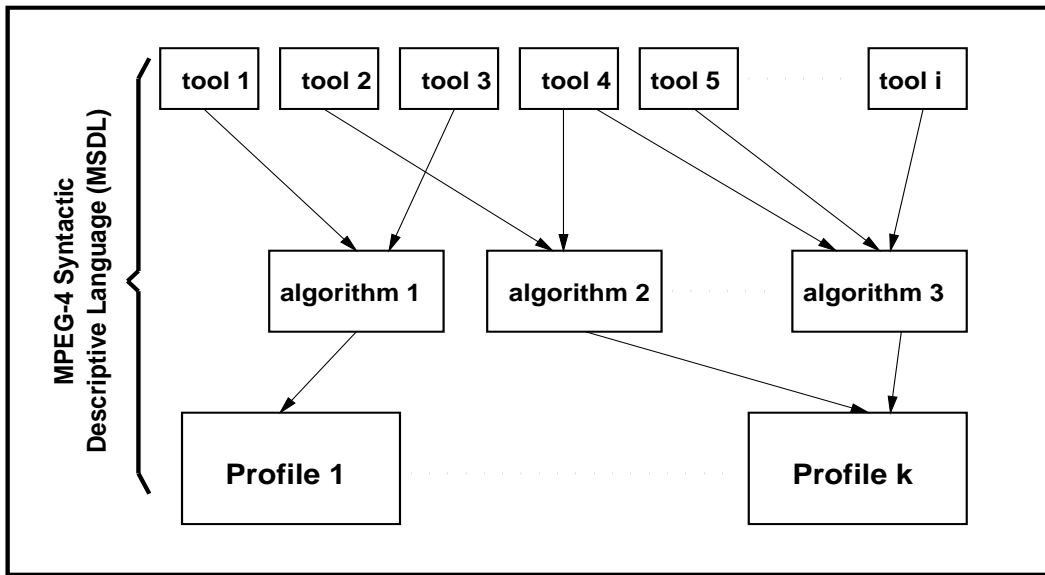 MPEG-4 Syntactic
Descriptive Language (MSDL)
tool 1
tool 2
tool 3
tool 4
tool 5
tool i
algorithm 1
algorithm 2
algorithm 3
Profile 1
Profile k